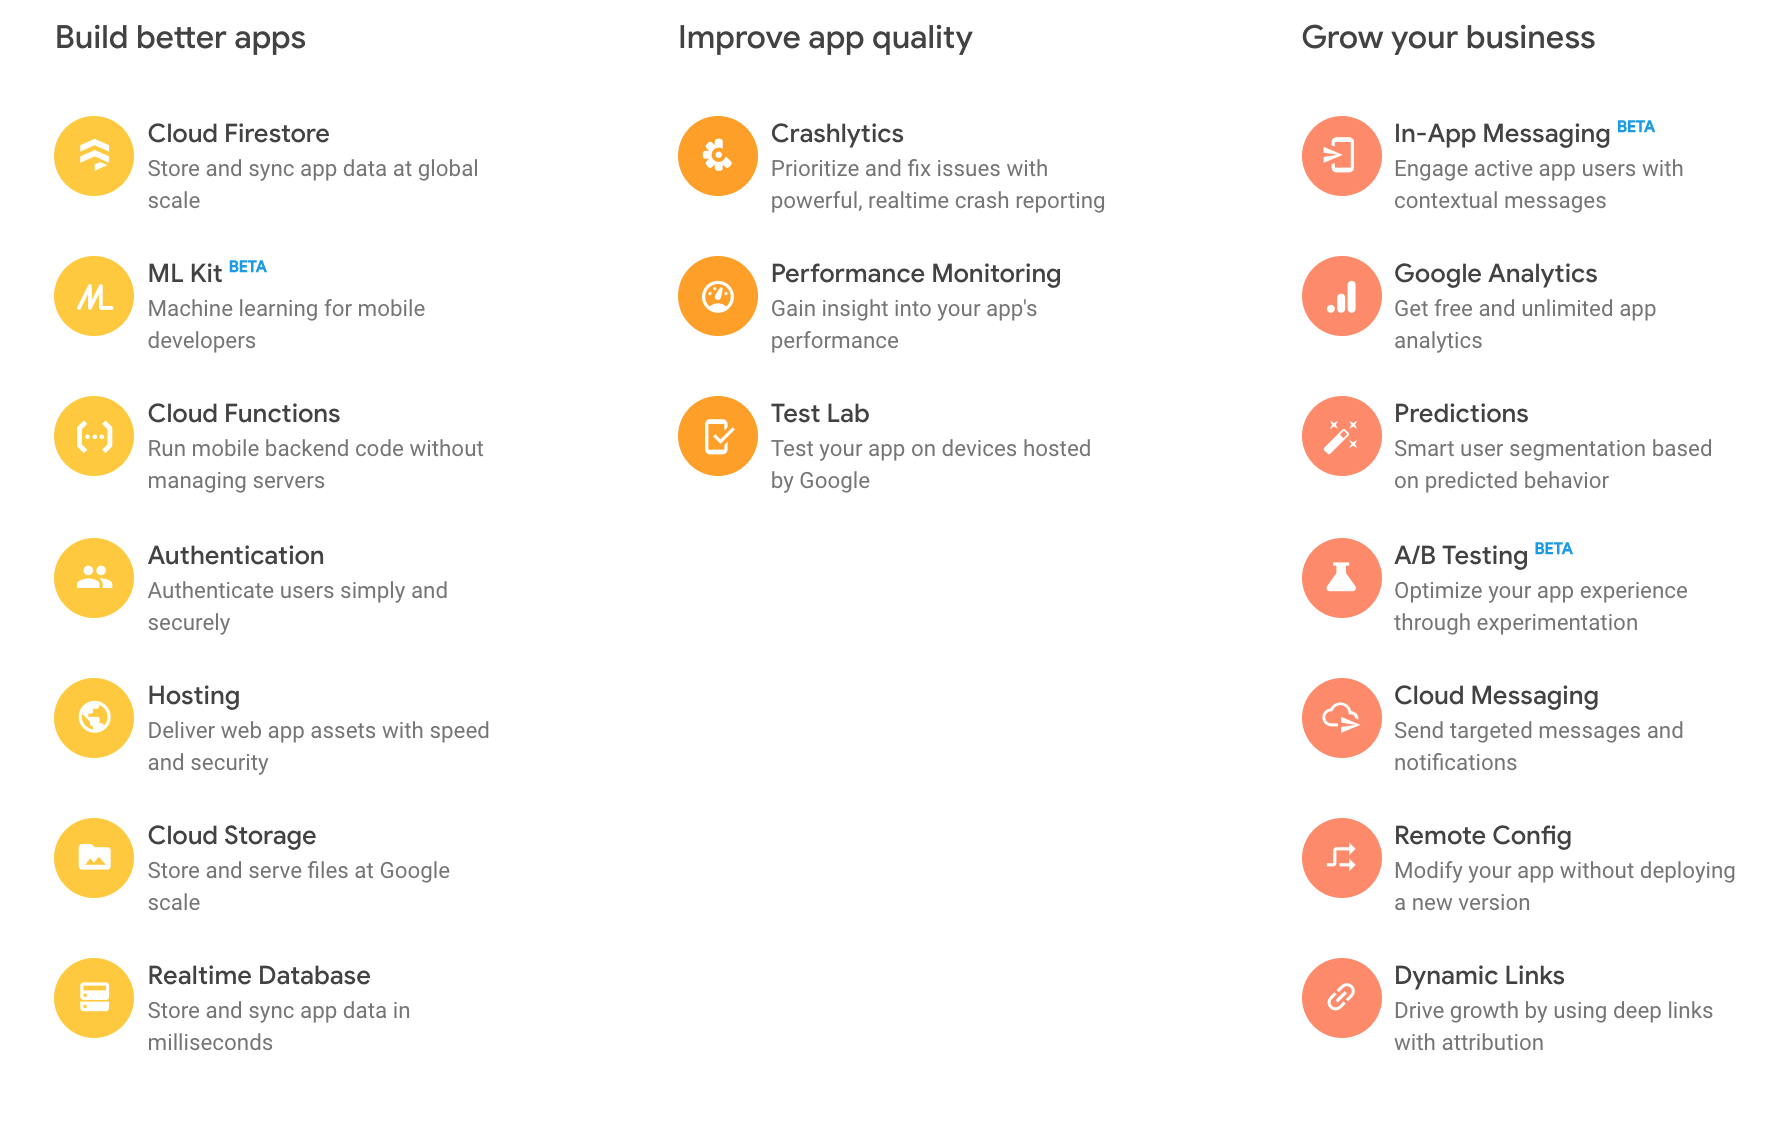 Build better apps
Cloud Firestore
Store and sync app data at global
scale
ML Kit BETA
Machine learning for mobile
developers
Cloud Functions
Run mobile backend code without
managing servers
Authentication
Authenticate users simply and
securely
Hosting
Deliver web app assets with speed
and security
Cloud Storage
Store and serve files at Google
scale
Realtime Database
Store and sync app data in
milliseconds
Improve app quality
Crashlytics
Prioritize and fix issues with
powerful, realtime crash reporting
Performance Monitoring
Gain insight into your app's
performance
Test Lab
Test your app on devices hosted
by Google
Grow your business
In-App Messaging BETA
Engage active app users with
contextual messages
Google Analytics
Get free and unlimited app
analytics
Predictions
Smart user segmentation based
on predicted behavior
A/B Testing BETA
Optimize your app experience
through experimentation
Cloud Messaging
Send targeted messages and
notifications
Remote Config
Modify your app without deploying
a new version
Dynamic Links
Drive growth by using deep links
with attribution